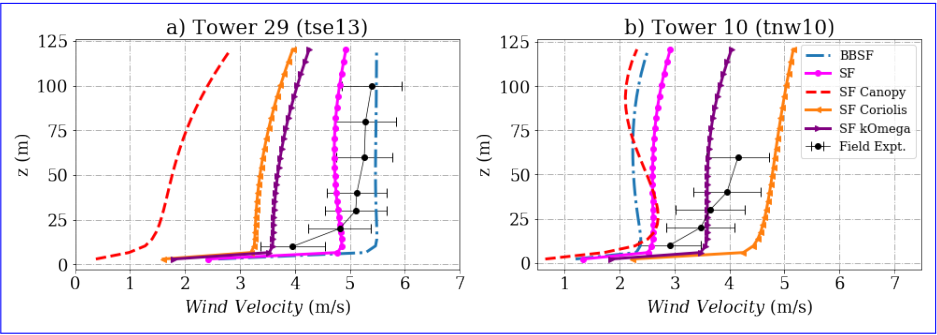 a) Tower 29 (tse13)
125
100
75
50
25
0
z (m)
0 1 2 3 4 5 6 7
Wind Velocity (m/s)
b) Tower 10 (tnw10)
125
100
75
50
25
0
z (m)
1 2 3 4 5 6 7
Wind Velocity (m/s)
BBSF
SF
SF Canopy
SF Coriolis
SF kOmega
Field Expt.